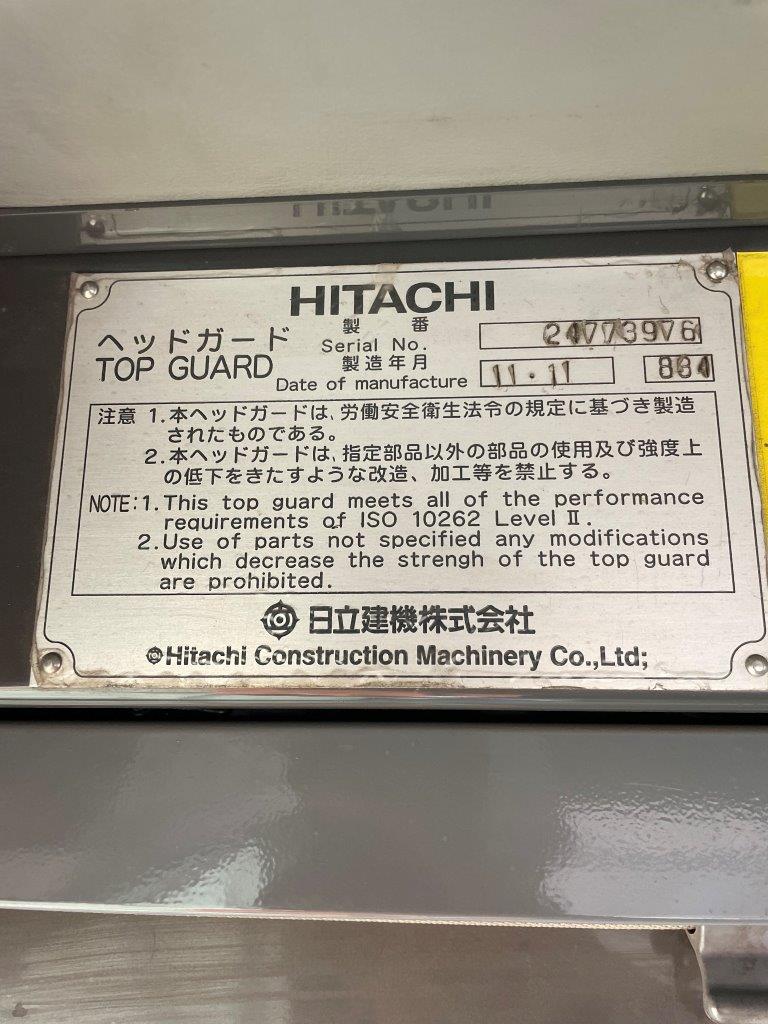 HITACHI
ヘッドガード
TOP GUARD
製 番
Serial No.
24773976
製造年月
Date of manufacture
11.11
834
注意 1.本ヘッドガードは、労働安全衛生法令の規定に基づき製造
されたものである。
2.本ヘッドガードは、指定部品以外の部品の使用及び強度上
の低下をきたすような改造、加工等を禁止する。
NOTE:1.This top guard meets all of the performance
requirements of ISO 10262 Level Ⅱ.
2.Use of parts not specified any modifications
which decrease the strengh of the top guard
are prohibited.
日立建機株式会社
Hitachi Construction Machinery Co.,Ltd;